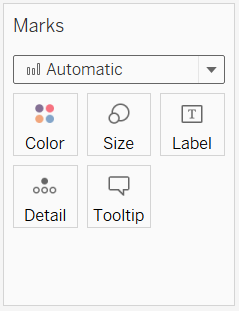 Marks
Automatic
Color Size Label
Detail Tooltip